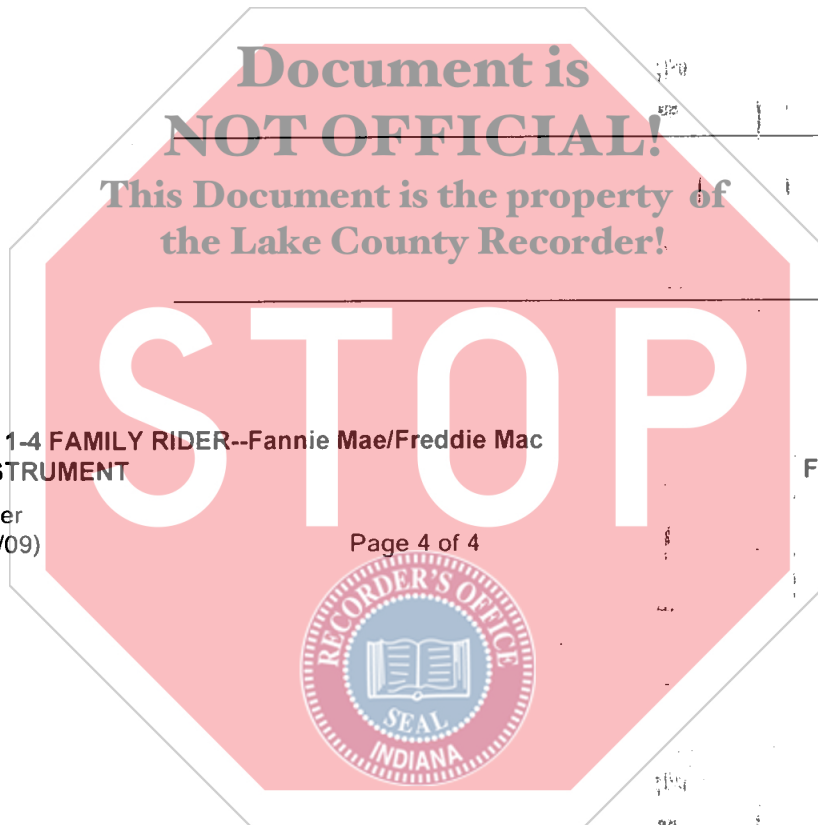 Document is
NOT OFFICIAL!
This Document is the property of
the Lake County Recorder!
STOP
1-4 FAMILY RIDER--Fannie Mae/Freddie Mac
STRUMENT
F
er
/09)
Page 4 of 4
RECORDER'S OFFICE
SEAL
INDIANA